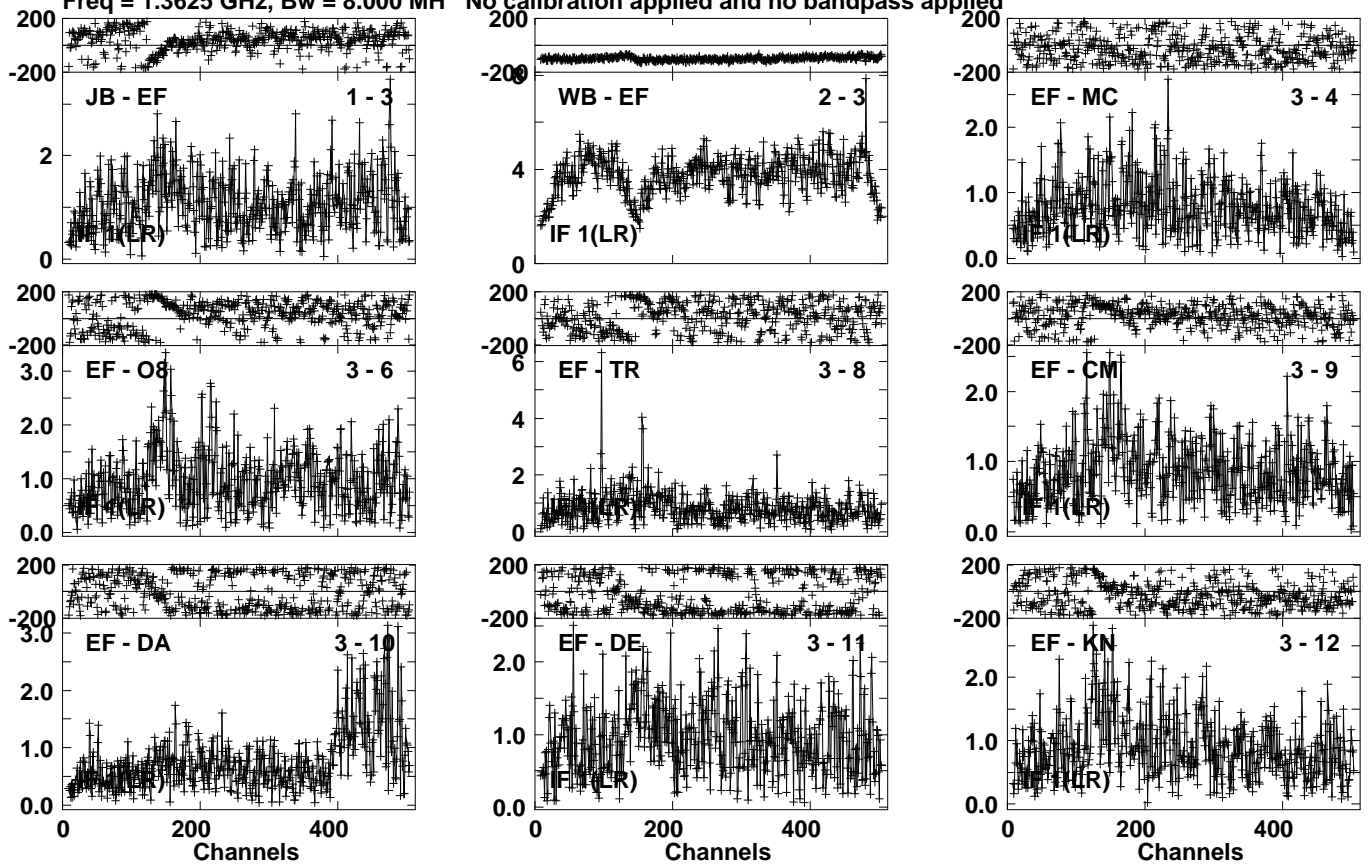 Freq = 1.3625 GHz, Bw = 8.000 MH No calibration applied and no bandpass applied
200
-200
JB - EF 1 - 3
2
0
IF 1(LR)
200
-200
8
WB - EF 2 - 3
6
4
2
0
IF 1(LR)
200
-200
EF - MC 3 - 4
2.0
1.0
0.0
IF 1(LR)
200
-200
EF - O8 3 - 6
3.0
2.0
1.0
0.0
IF 1(LR)
200
-200
EF - TR 3 - 8
6
4
2
0
IF 1(LR)
200
-200
EF - CM 3 - 9
2.0
1.0
0.0
IF 1(LR)
200
-200
EF - DA 3 - 10
3.0
2.0
1.0
0.0
IF 1(LR)
0 200 400
Channels
200
-200
EF - DE 3 - 11
2.0
1.0
0.0
IF 1(LR)
0 200 400
Channels
200
-200
EF - KN 3 - 12
2.0
1.0
0.0
IF 1(LR)
0 200 400
Channels